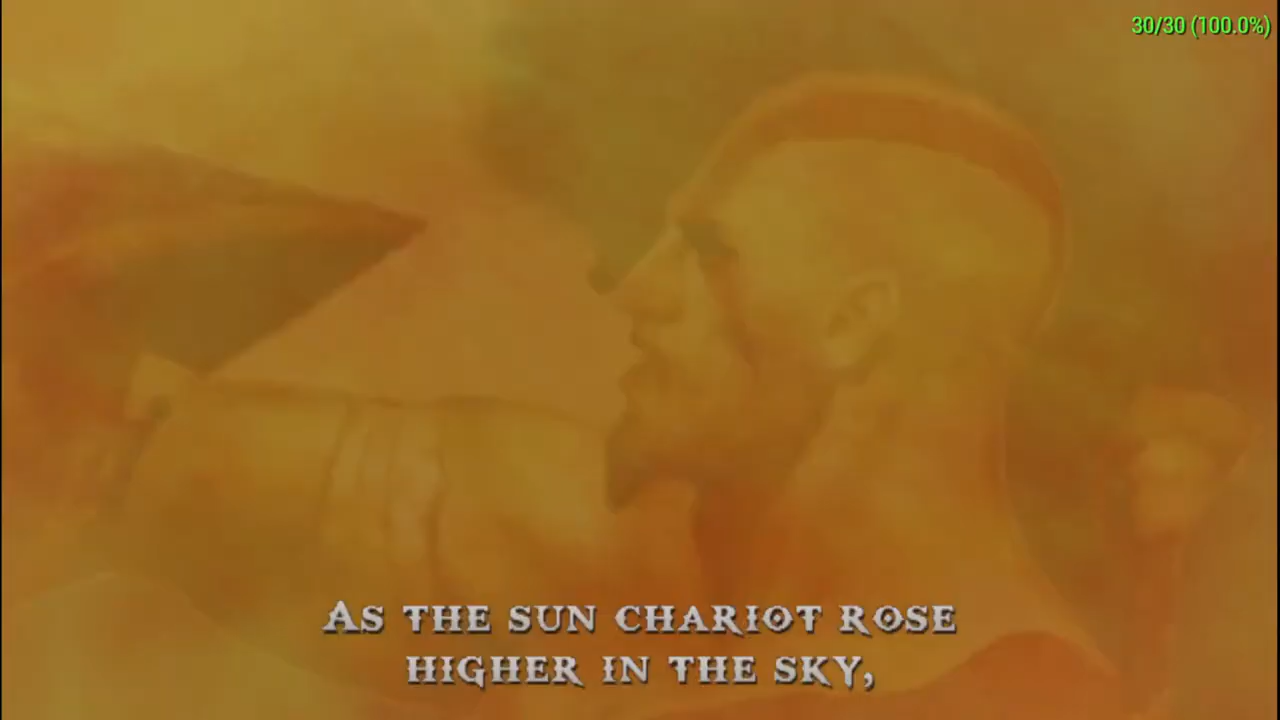 30/30 (100.0%)
As the sun chariot rose
higher in the sky,